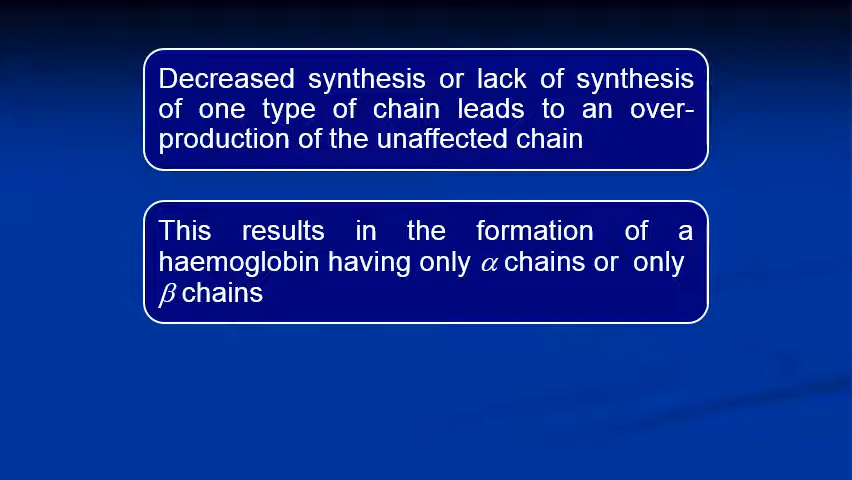 Decreased synthesis or lack of synthesis
of one type of chain leads to an over-
production of the unaffected chain
This results in the formation of a
haemoglobin having only α chains or only
β chains